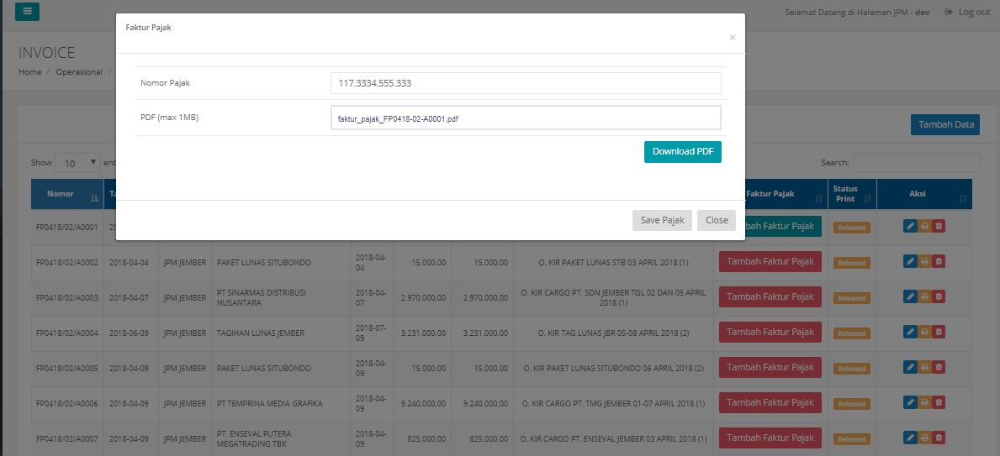 Selamat Datang di Halaman JPM - dev Log out
Faktur Pajak
×
INVOICE
Home / Operasional /
Nomor Pajak 117.3334.555.333
PDF (max 1MB) faktur_pajak_FP0418-02-A0001.pdf
Tambah Data
Download PDF
Show 10 Search:
Nomor Faktur Pajak Status Print Aksi
Save Pajak Close
FP0418/02/A0001 Faktur Pajak Released
FP0418/02/A0002 2018-04-04 JPM JEMBER PAKET LUNAS SITUBONDO 2018-04-04 15.000,00 15.000,00 O. KIR PAKET LUNAS STB 03 APRIL 2018 (1) Tambah Faktur Pajak Released
FP0418/02/A0003 2018-04-07 JPM JEMBER PT SINARMAS DISTRIBUSI NUSANTARA 2018-04-07 2.970.000,00 2.970.000,00 O. KIR CARGO PT. SDN JEMBER TGL 02 DAN 05 APRIL 2018 (1) Tambah Faktur Pajak Released
FP0418/02/A0004 2018-06-09 JPM JEMBER TAGIHAN LUNAS JEMBER 2018-07-09 3.231.000,00 3.231.000,00 O. KIR TAG LUNAS JBR 05-08 APRIL 2018 (2) Tambah Faktur Pajak Released
FP0418/02/A0005 2018-04-09 JPM JEMBER PAKET LUNAS SITUBONDO 2018-04-09 15.000,00 15.000,00 O. KIR PAKET LUNAS SITUBONDO 06 APRIL 2018 (2) Tambah Faktur Pajak Released
FP0418/02/A0006 2018-04-09 JPM JEMBER PT TEMPRINA MEDIA GRAFIKA 2018-04-09 9.240.000,00 9.240.000,00 O. KIR CARGO PT. TMG JEMBER 01-07 APRIL 2018 (1) Tambah Faktur Pajak Released
FP0418/02/A0007 2018-04-09 JPM JEMBER PT. ENSEVAL PUTERA MEGATRADING TBK 2018-04-09 825.000,00 825.000,00 O. KIR CARGO PT. ENSEVAL JEMBER 03 APRIL 2018 (1) Tambah Faktur Pajak Released